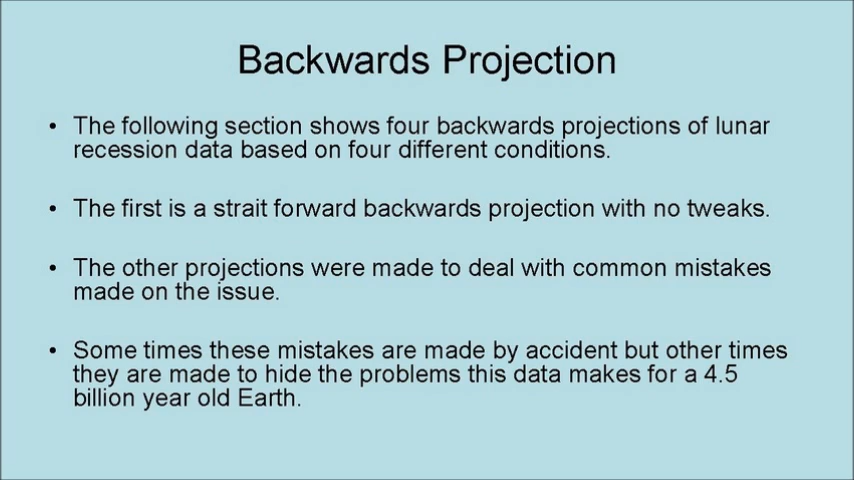 Backwards Projection
• The following section shows four backwards projections of lunar
recession data based on four different conditions.
• The first is a strait forward backwards projection with no tweaks.
• The other projections were made to deal with common mistakes
made on the issue.
• Some times these mistakes are made by accident but other times
they are made to hide the problems this data makes for a 4.5
billion year old Earth.